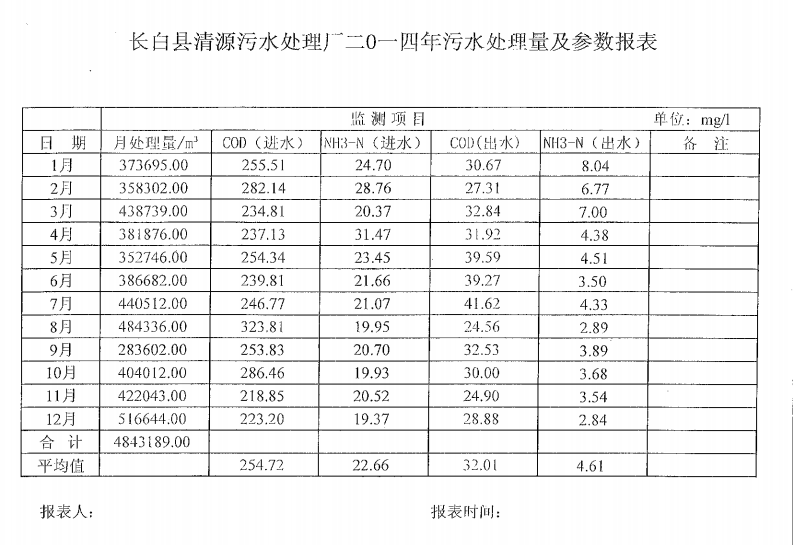 长白县清源污水处理厂二0一四年污水处理量及参数报表
监 测 项 目 单位：mg/l
日 期 月处理量/m³ COD（进水） NH3-N（进水） COD(出水） NH3-N（出水）备 注
1月 373695.00 255.51 24.70 30.67 8.04
2月 358302.00 282.14 28.76 27.31 6.77
3月 438739.00 234.81 20.37 32.84 7.00
4月 381876.00 237.13 31.47 31.92 4.38
5月 352746.00 254.34 23.45 39.59 4.51
6月 386682.00 239.81 21.66 39.27 3.50
7月 440512.00 246.77 21.07 41.62 4.33
8月 484336.00 323.81 19.95 24.56 2.89
9月 283602.00 253.83 20.70 32.53 3.89
10月 404012.00 286.46 19.93 30.00 3.68
11月 422043.00 218.85 20.52 24.90 3.54
12月 516644.00 223.20 19.37 28.88 2.84
合 计 4843189.00
平均值 254.72 22.66 32.01 4.61
报表人： 报表时间：